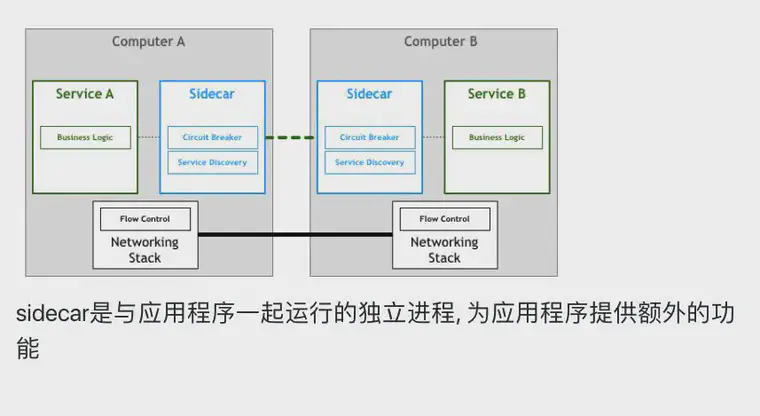 Computer A
Computer B
Service A
Sidecar
Sidecar
Service B
Business Logic
Circuit Breaker
Circuit Breaker
Business Logic
Service Discovery
Service Discovery
Flow Control
Flow Control
Networking
Stack
Networking
Stack
sidecar是与应用程序一起运行的独立进程, 为应用程序提供额外的功
能